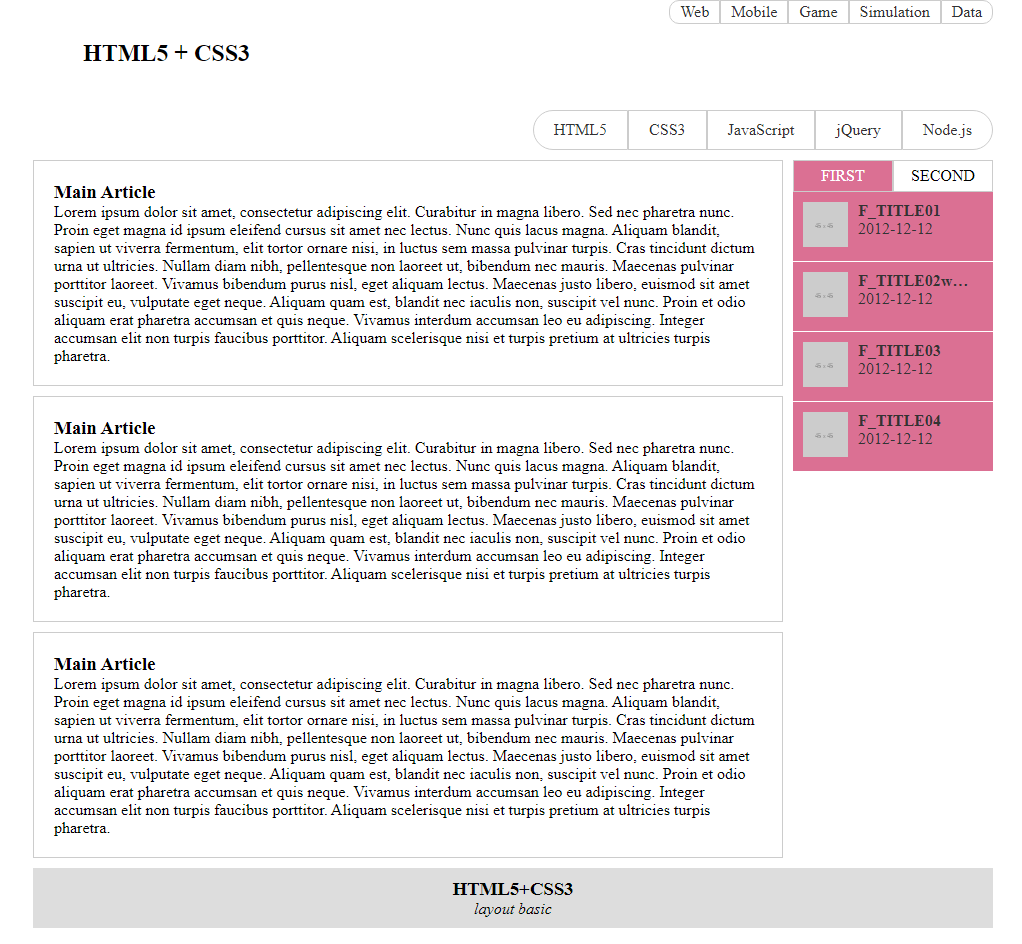 Web Mobile Game Simulation Data
HTML5 + CSS3
HTML5 CSS3 JavaScript jQuery Node.js
Main Article
Lorem ipsum dolor sit amet, consectetur adipiscing elit. Curabitur in magna libero. Sed nec pharetra nunc.
Proin eget magna id ipsum eleifend cursus sit amet nec lectus. Nunc quis lacus magna. Aliquam blandit,
sapien ut viverra fermentum, elit tortor ornare nisi, in luctus sem massa pulvinar turpis. Cras tincidunt dictum
urna ut ultricies. Nullam diam nibh, pellentesque non laoreet ut, bibendum nec mauris. Maecenas pulvinar
porttitor laoreet. Vivamus bibendum purus nisl, eget aliquam lectus. Maecenas justo libero, euismod sit amet
suscipit eu, vulputate eget neque. Aliquam quam est, blandit nec iaculis non, suscipit vel nunc. Proin et odio
aliquam erat pharetra accumsan et quis neque. Vivamus interdum accumsan leo eu adipiscing. Integer
accumsan elit non turpis faucibus porttitor. Aliquam scelerisque nisi et turpis pretium at ultricies turpis
pharetra.
Main Article
Lorem ipsum dolor sit amet, consectetur adipiscing elit. Curabitur in magna libero. Sed nec pharetra nunc.
Proin eget magna id ipsum eleifend cursus sit amet nec lectus. Nunc quis lacus magna. Aliquam blandit,
sapien ut viverra fermentum, elit tortor ornare nisi, in luctus sem massa pulvinar turpis. Cras tincidunt dictum
urna ut ultricies. Nullam diam nibh, pellentesque non laoreet ut, bibendum nec mauris. Maecenas pulvinar
porttitor laoreet. Vivamus bibendum purus nisl, eget aliquam lectus. Maecenas justo libero, euismod sit amet
suscipit eu, vulputate eget neque. Aliquam quam est, blandit nec iaculis non, suscipit vel nunc. Proin et odio
aliquam erat pharetra accumsan et quis neque. Vivamus interdum accumsan leo eu adipiscing. Integer
accumsan elit non turpis faucibus porttitor. Aliquam scelerisque nisi et turpis pretium at ultricies turpis
pharetra.
Main Article
Lorem ipsum dolor sit amet, consectetur adipiscing elit. Curabitur in magna libero. Sed nec pharetra nunc.
Proin eget magna id ipsum eleifend cursus sit amet nec lectus. Nunc quis lacus magna. Aliquam blandit,
sapien ut viverra fermentum, elit tortor ornare nisi, in luctus sem massa pulvinar turpis. Cras tincidunt dictum
urna ut ultricies. Nullam diam nibh, pellentesque non laoreet ut, bibendum nec mauris. Maecenas pulvinar
porttitor laoreet. Vivamus bibendum purus nisl, eget aliquam lectus. Maecenas justo libero, euismod sit amet
suscipit eu, vulputate eget neque. Aliquam quam est, blandit nec iaculis non, suscipit vel nunc. Proin et odio
aliquam erat pharetra accumsan et quis neque. Vivamus interdum accumsan leo eu adipiscing. Integer
accumsan elit non turpis faucibus porttitor. Aliquam scelerisque nisi et turpis pretium at ultricies turpis
pharetra.
FIRST SECOND
F_TITLE01
2012-12-12
F_TITLE02w…
2012-12-12
F_TITLE03
2012-12-12
F_TITLE04
2012-12-12
HTML5+CSS3
layout basic